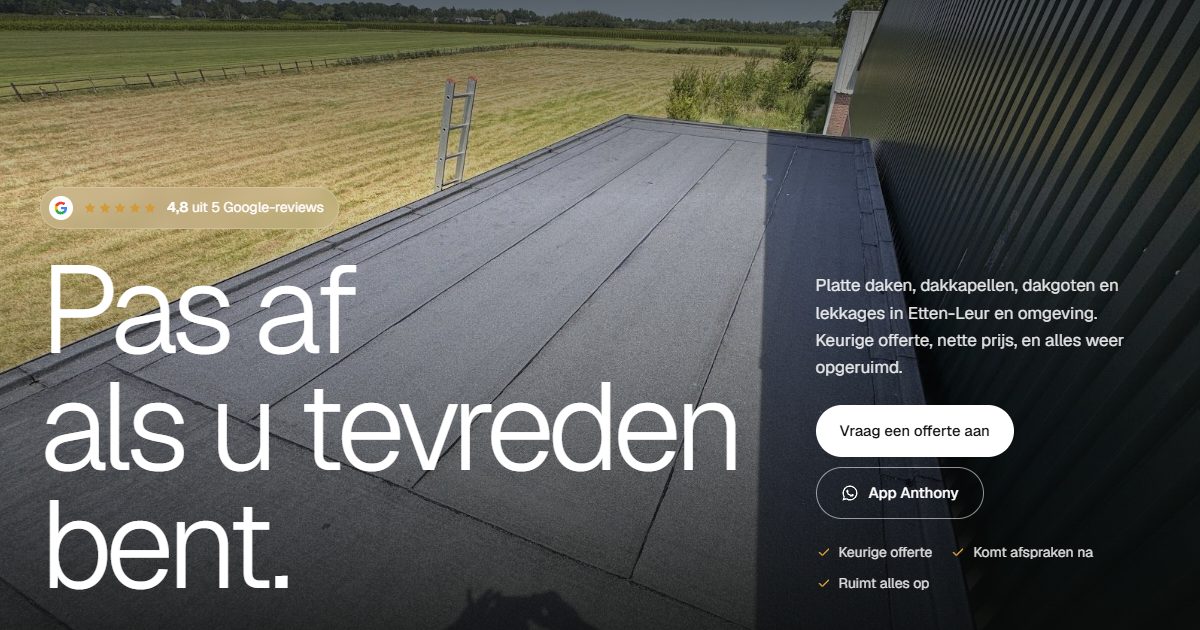 4,8 uit 5 Google-reviews
Pas af
als u tevreden
bent.
Platte daken, dakkapellen, dakgoten en
lekkages in Etten-Leur en omgeving.
Keurige offerte, nette prijs, en alles weer
opgeruimd.
Vraag een offerte aan
App Anthony
Keurige offerte
Komt afspraken na
Ruimt alles op